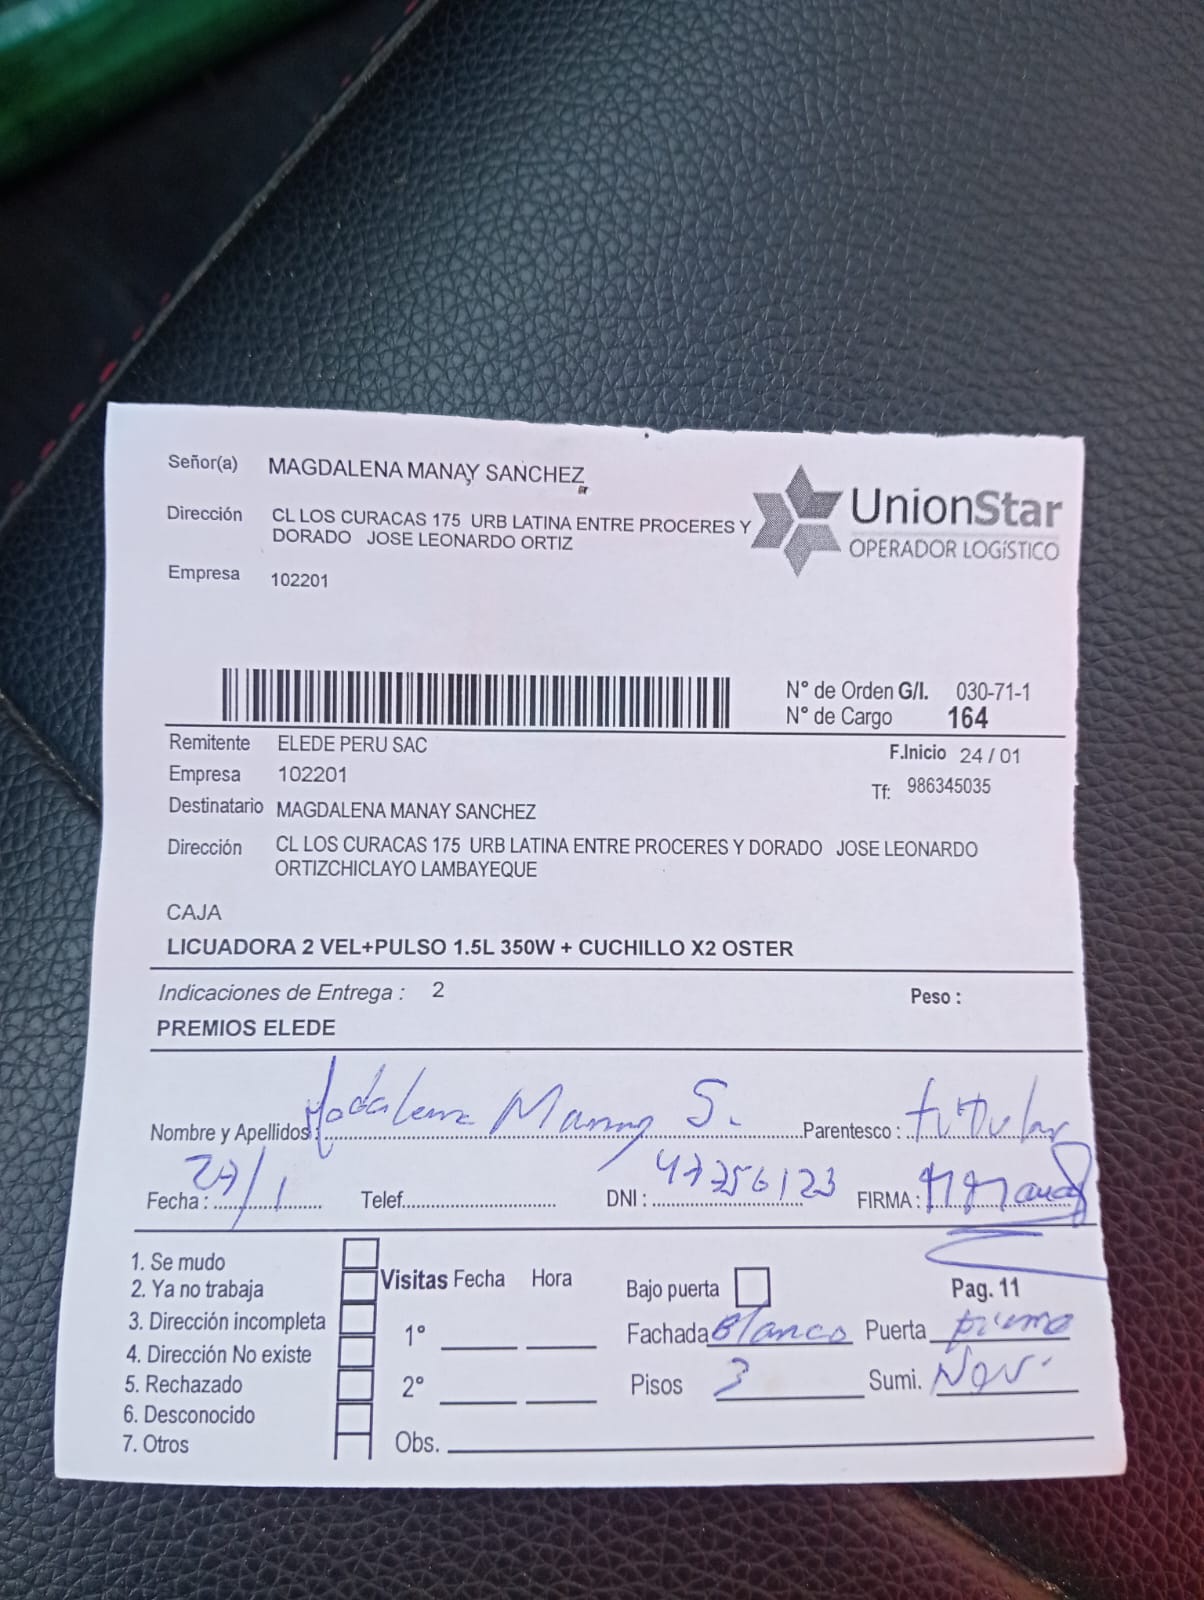 Señor(a) MAGDALENA MANAY SANCHEZ
UnionStar
OPERADOR LOGíSTICO
Dirección CL LOS CURACAS 175 URB LATINA ENTRE PROCERES Y
DORADO JOSE LEONARDO ORTIZ
Empresa 102201
N° de Orden G/I. 030-71-1
N° de Cargo 164
Remitente ELEDE PERU SAC
F.Inicio 24 / 01
Empresa 102201
Tf: 986345035
Destinatario MAGDALENA MANAY SANCHEZ
Dirección CL LOS CURACAS 175 URB LATINA ENTRE PROCERES Y DORADO JOSE LEONARDO
ORTIZCHICLAYO LAMBAYEQUE
CAJA
LICUADORA 2 VEL+PULSO 1.5L 350W + CUCHILLO X2 OSTER
Indicaciones de Entrega : 2 Peso :
PREMIOS ELEDE
Nombre y Apellidos : Magdalena Manay S. Parentesco : titular
Fecha : 27/1 Telef. DNI : 47256123 FIRMA : MManay
1. Se mudo
2. Ya no trabaja
3. Dirección incompleta
4. Dirección No existe
5. Rechazado
6. Desconocido
7. Otros
Visitas Fecha Hora
1°
2°
Obs.
Bajo puerta Pag. 11
Fachada Blanco Puerta
Pisos 3 Sumi.